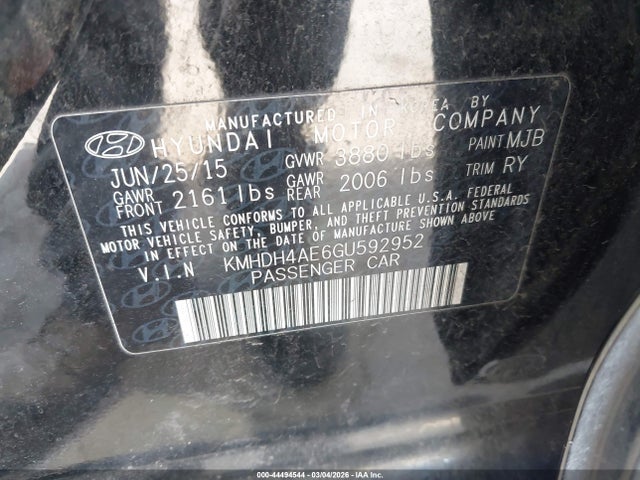 MANUFACTURED IN KOREA BY
HYUNDAI MOTOR COMPANY
JUN/25/15 GVWR 3880 lbs PAINT MJB
GAWR FRONT 2161 lbs GAWR REAR 2006 lbs TRIM RY
THIS VEHICLE CONFORMS TO ALL APPLICABLE U.S.A. FEDERAL
MOTOR VEHICLE SAFETY, BUMPER, AND THEFT PREVENTION STANDARDS
IN EFFECT ON THE DATE OF MANUFACTURE SHOWN ABOVE
V.I.N KMHDH4AE6GU592952
PASSENGER CAR
000-44494544 - 03/04/2026 - IAA Inc.